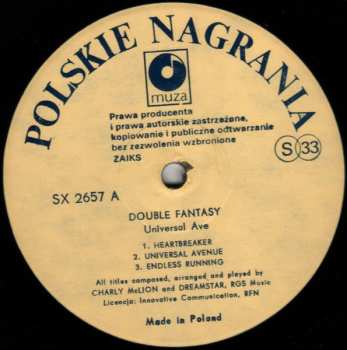 POLSKIE NAGRANIA
muza
Prawa producenta
i prawa autorskie zastrzeżone,
kopiowanie i publiczne odtwarzanie
bez zezwolenia wzbronione
ZAIKS
S 33
SX 2657 A
DOUBLE FANTASY
Universal Ave
1. HEARTBREAKER
2. UNIVERSAL AVENUE
3. ENDLESS RUNNING
All titles composed, arranged and played by
CHARLY McLION and DREAMSTAR, RGS Music
Licencja: Innovative Communication, RFN
Made in Poland